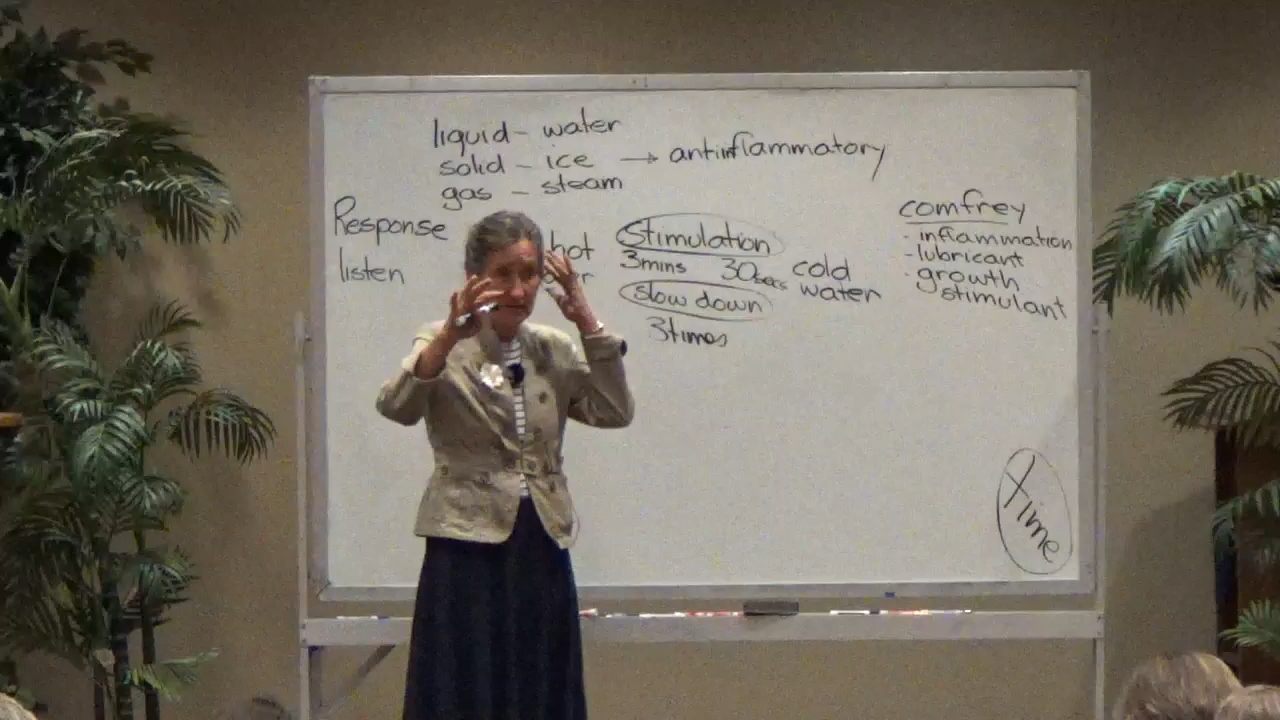 liquid - water
solid - ice → antiinflammatory
gas - steam
Response
listen
hot
Stimulation
3mins 30secs cold water
slow down
3times
comfrey
- inflammation
- lubricant
- growth stimulant
time